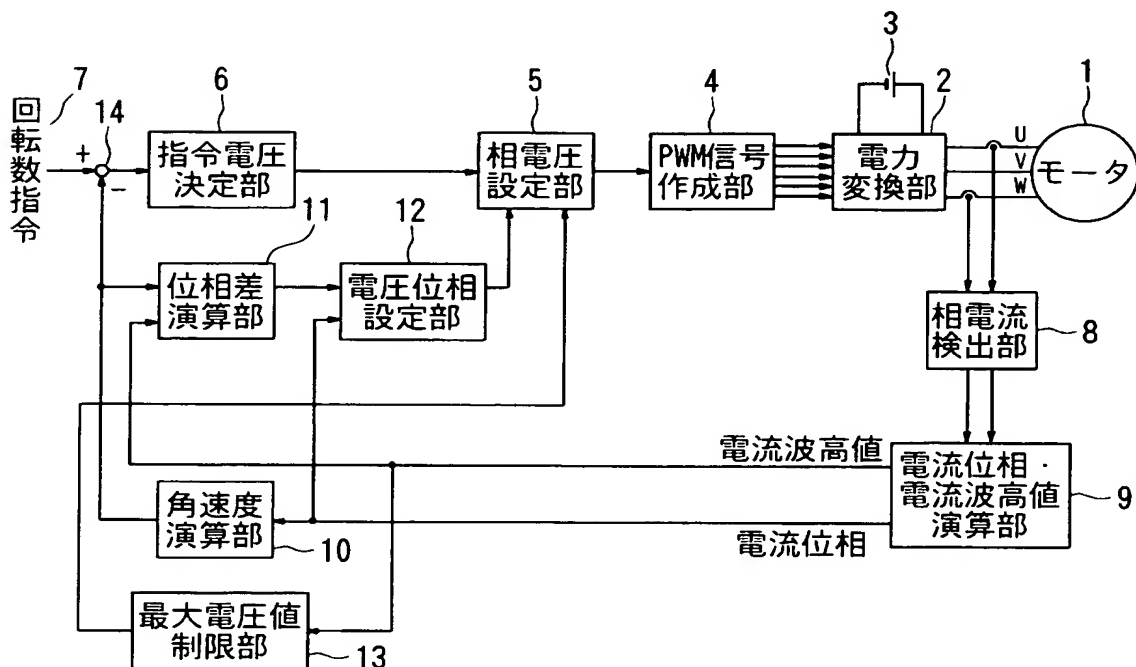 3
1
7
6
5
4
2
回転数指令
14
+
−
指令電圧
決定部
相電圧
設定部
PWM信号
作成部
電力
変換部
U
V
W
モータ
11
12
位相差
演算部
電圧位相
設定部
相電流
検出部
8
電流波高値
電流位相・
電流波高値
演算部
9
角速度
演算部
10
電流位相
最大電圧値
制限部
13